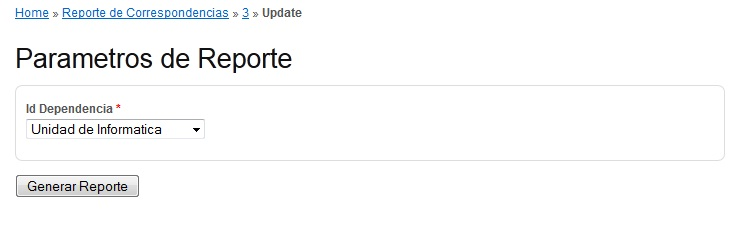 Home » Reporte de Correspondencias » 3 » Update
Parametros de Reporte
Id Dependencia *
Unidad de Informatica
Generar Reporte